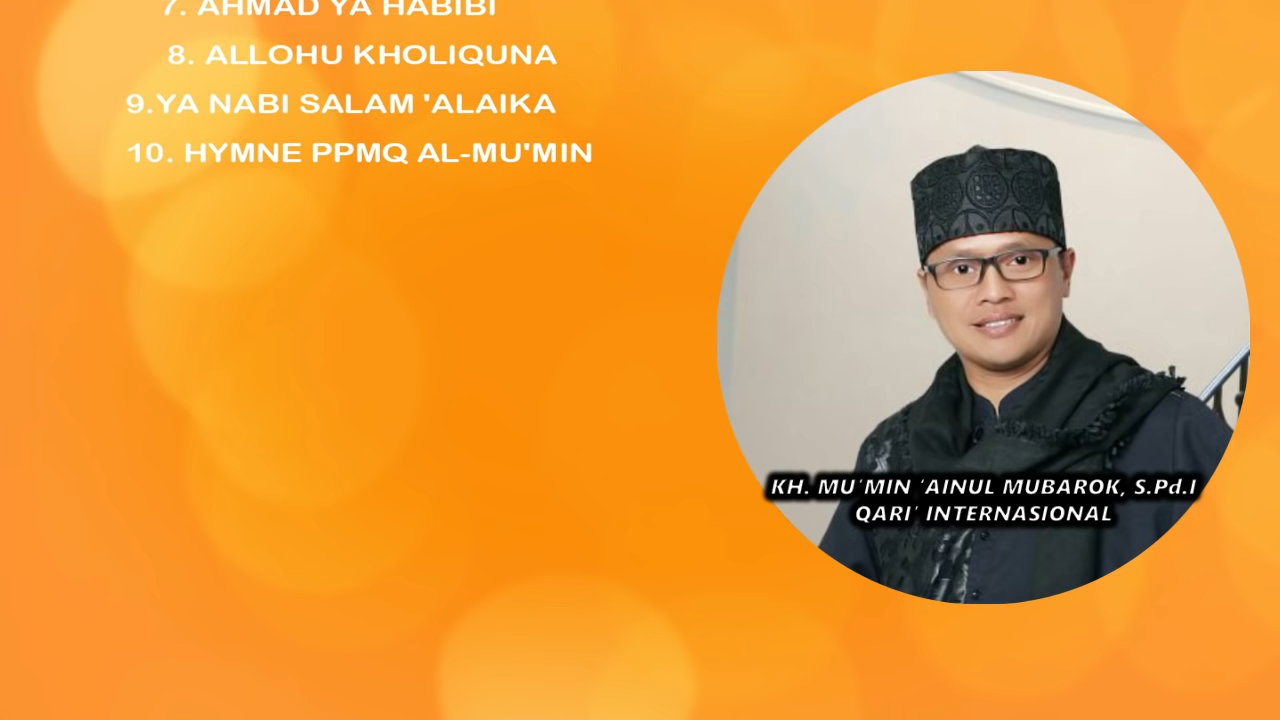 7. AHMAD YA HABIBI
8. ALLOHU KHOLIQUNA
9.YA NABI SALAM 'ALAIKA
10. HYMNE PPMQ AL-MU'MIN
KH. MU'MIN 'AINUL MUBAROK, S.Pd.I
QARI' INTERNASIONAL